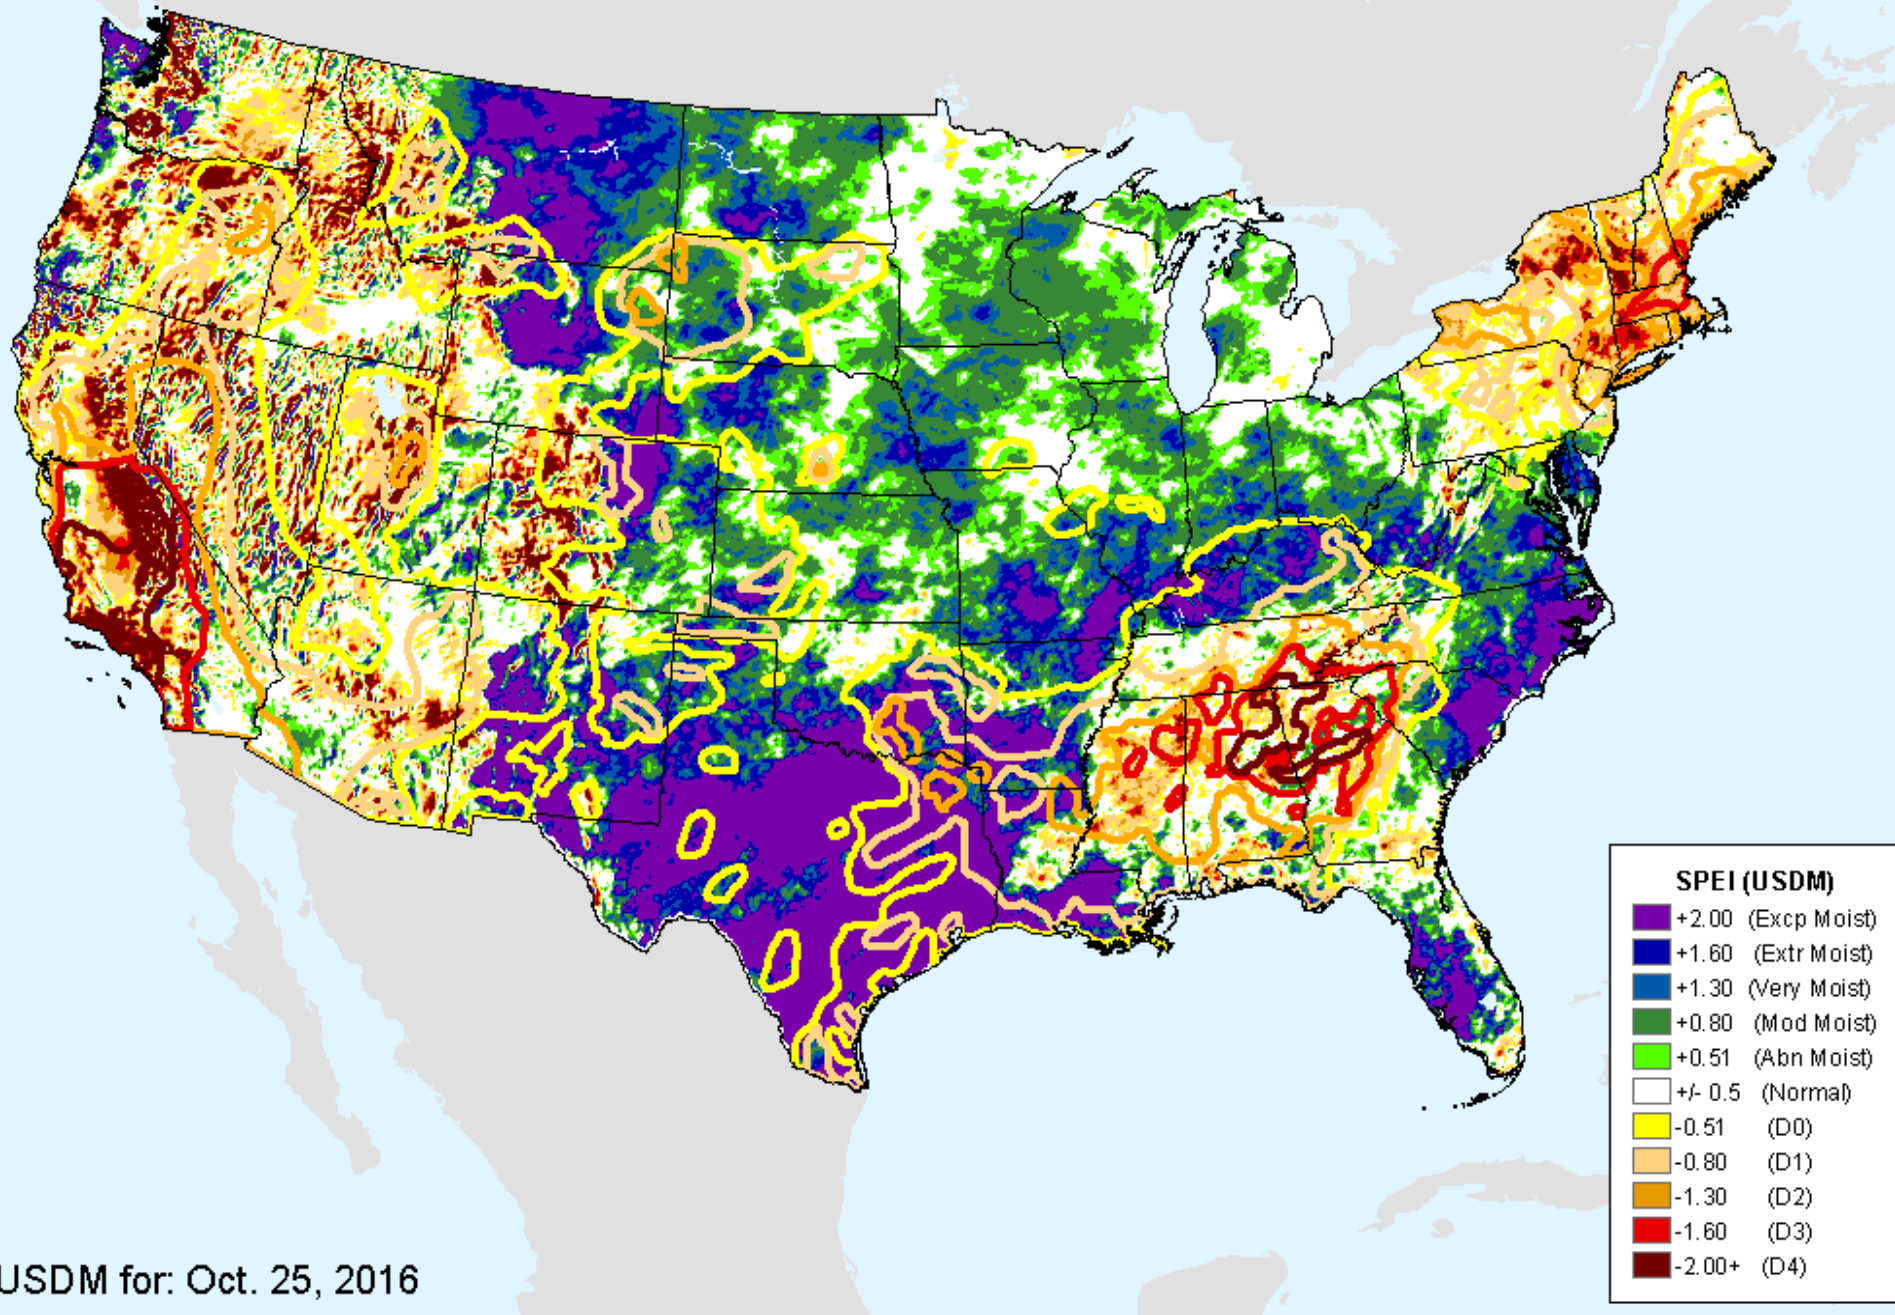 SPEI (USDM)
+2.00 (Excp Moist)
+1.60 (Extr Moist)
+1.30 (Very Moist)
+0.80 (Mod Moist)
+0.51 (Abn Moist)
+/- 0.5 (Normal)
-0.51 (D0)
-0.80 (D1)
-1.30 (D2)
-1.60 (D3)
-2.00+ (D4)
USDM for: Oct. 25, 2016